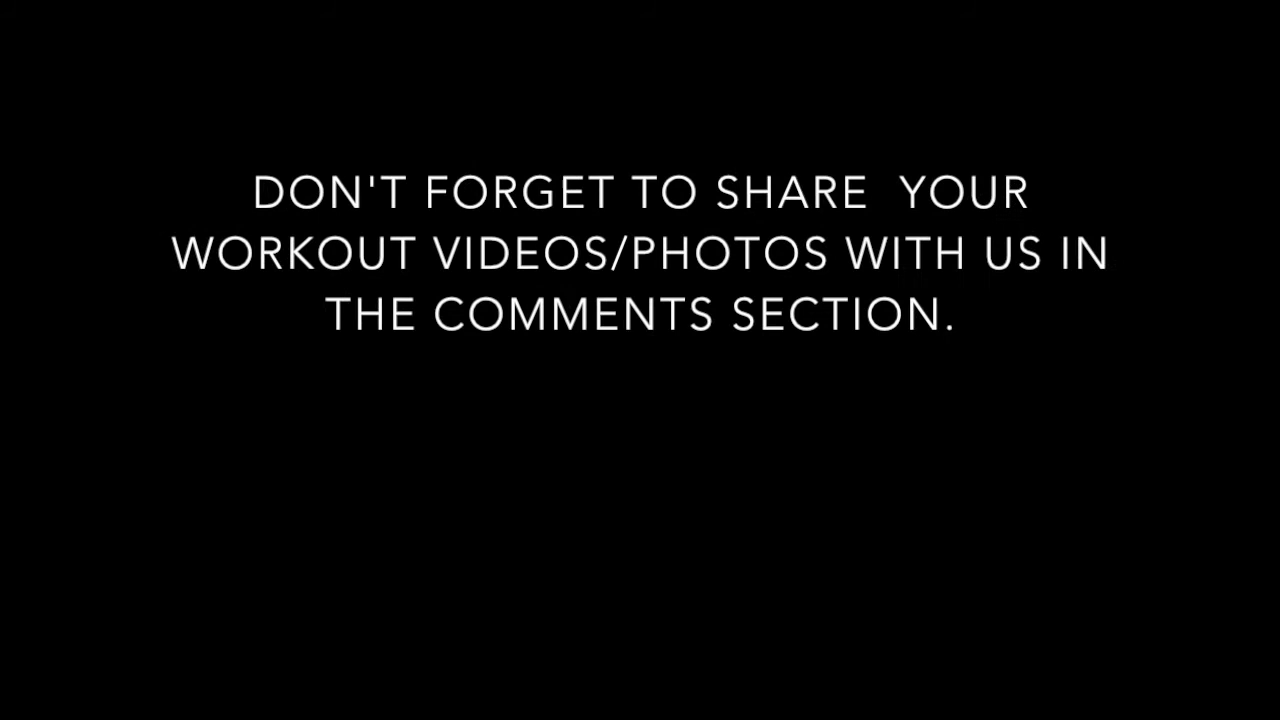 DON'T FORGET TO SHARE  YOUR
WORKOUT VIDEOS/PHOTOS WITH US IN
THE COMMENTS SECTION.